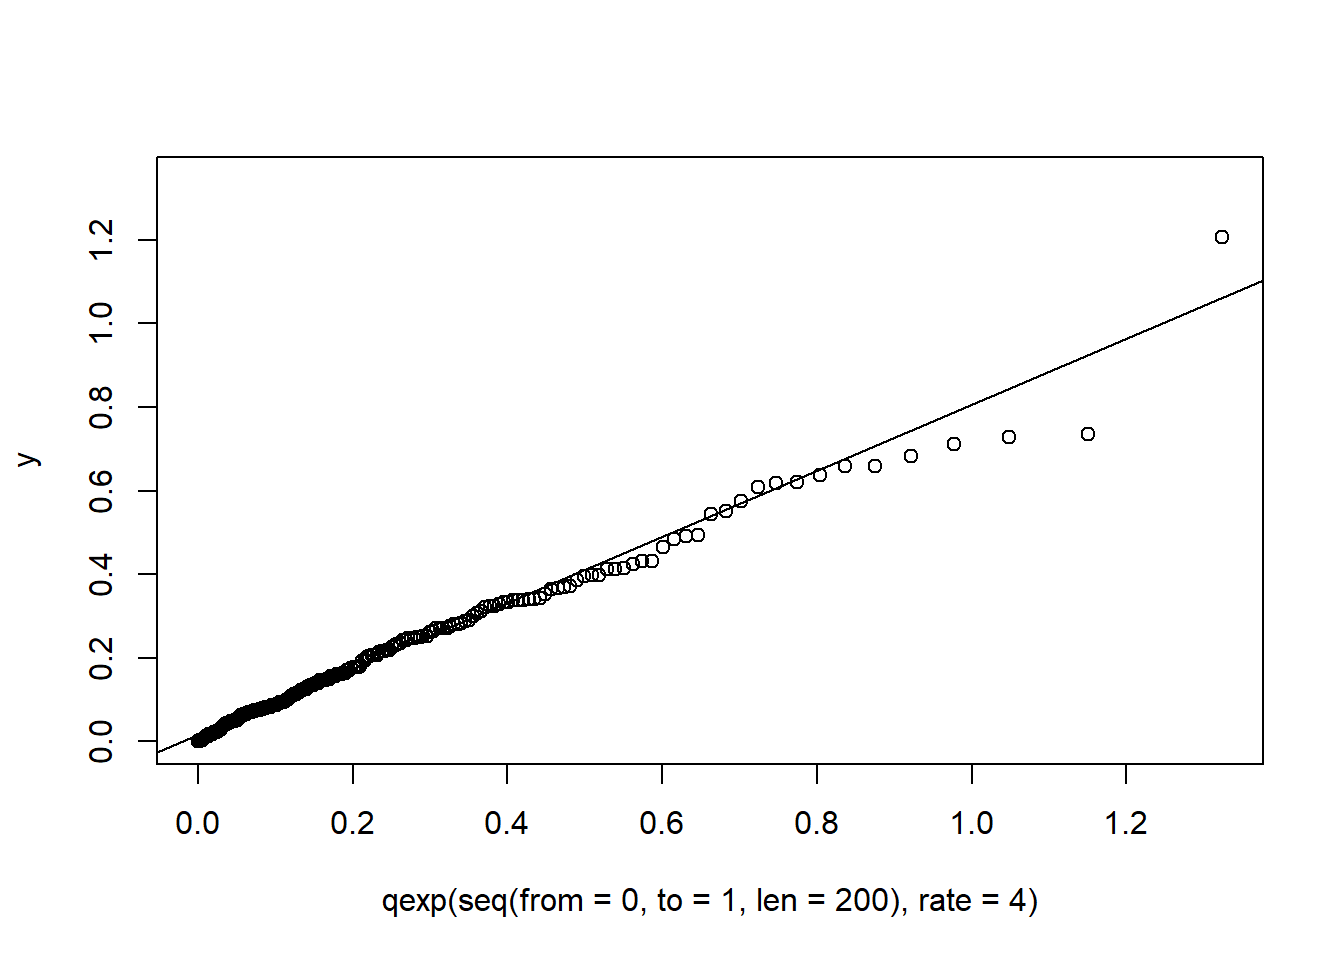 1.2
1.0
0.8
0.6
0.4
0.2
0.0
y
0.0 0.2 0.4 0.6 0.8 1.0 1.2
qexp(seq(from = 0, to = 1, len = 200), rate = 4)